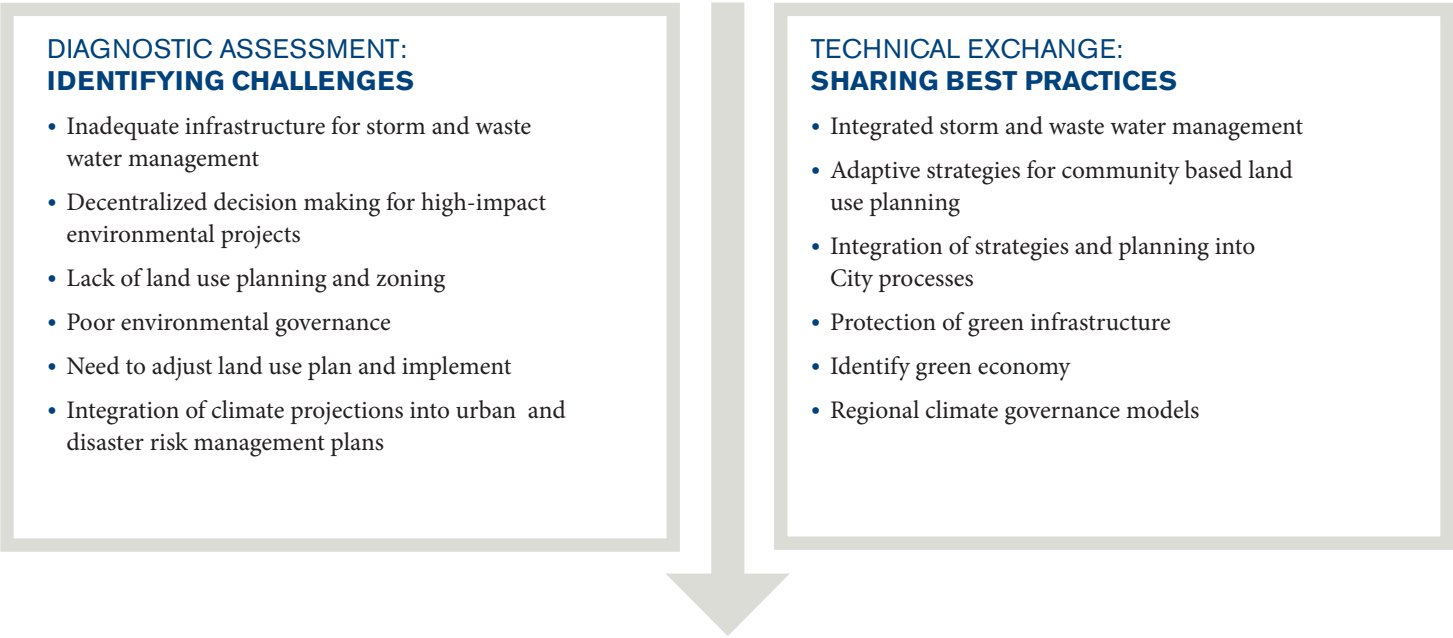 DIAGNOSTIC ASSESSMENT:
IDENTIFYING CHALLENGES
• Inadequate infrastructure for storm and waste
water management
• Decentralized decision making for high-impact
environmental projects
• Lack of land use planning and zoning
• Poor environmental governance
• Need to adjust land use plan and implement
• Integration of climate projections into urban  and
disaster risk management plans
TECHNICAL EXCHANGE:
SHARING BEST PRACTICES
• Integrated storm and waste water management
• Adaptive strategies for community based land
use planning
• Integration of strategies and planning into
City processes
• Protection of green infrastructure
• Identify green economy
• Regional climate governance models